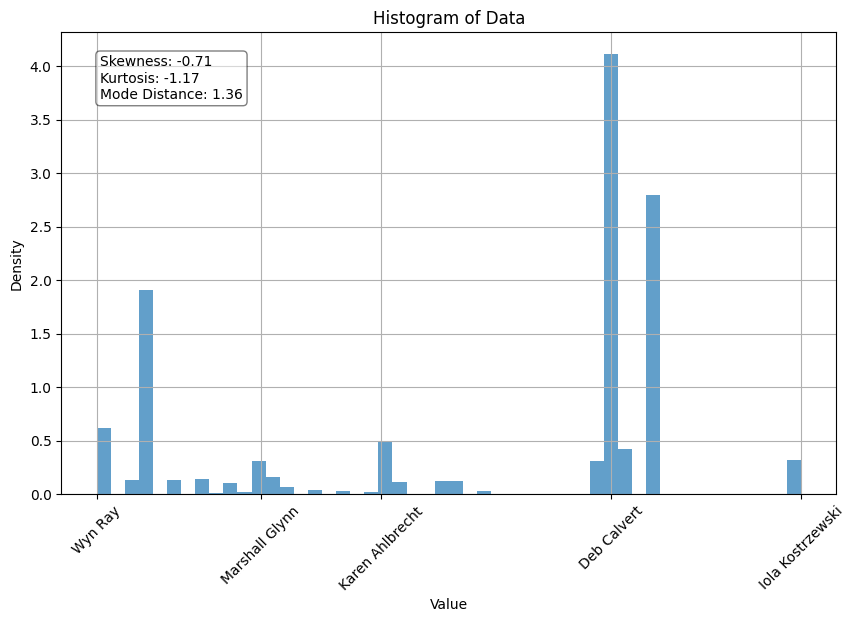 Histogram of Data
Skewness: -0.71
Kurtosis: -1.17
Mode Distance: 1.36
Density
4.0
3.5
3.0
2.5
2.0
1.5
1.0
0.5
0.0
Wyn Ray
Marshall Glynn
Karen Ahlbrecht
Deb Calvert
Iola Kostrzewski
Value